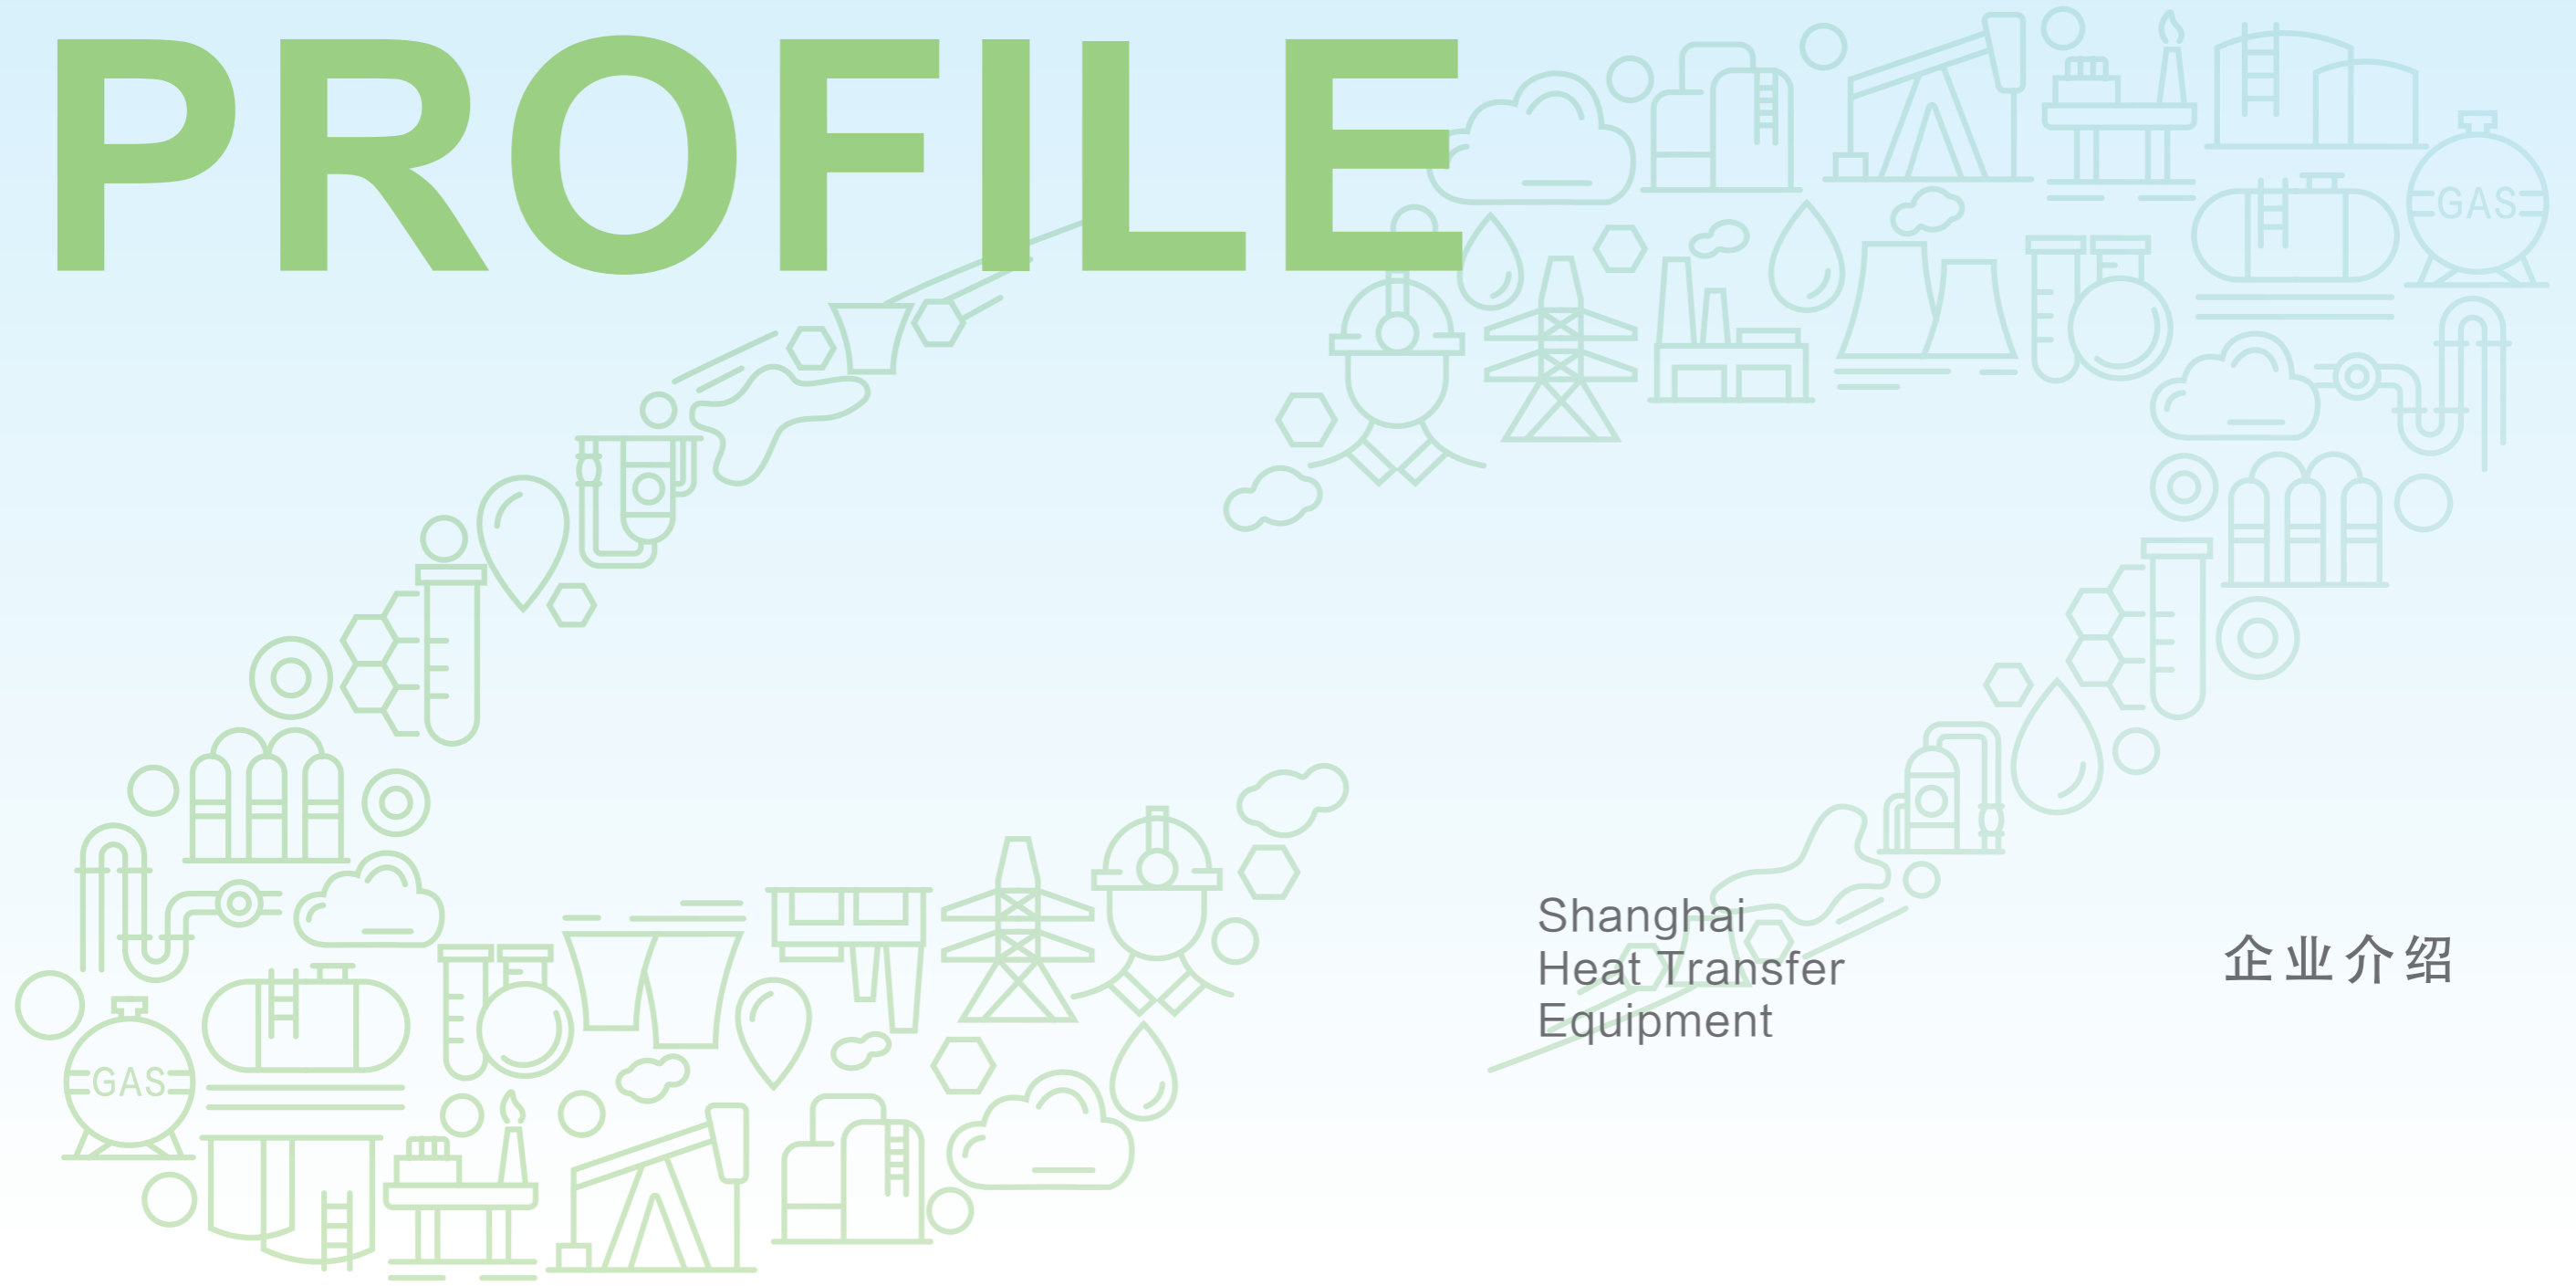 PROFILE
GAS
Shanghai
Heat Transfer
Equipment
企业介绍
GAS